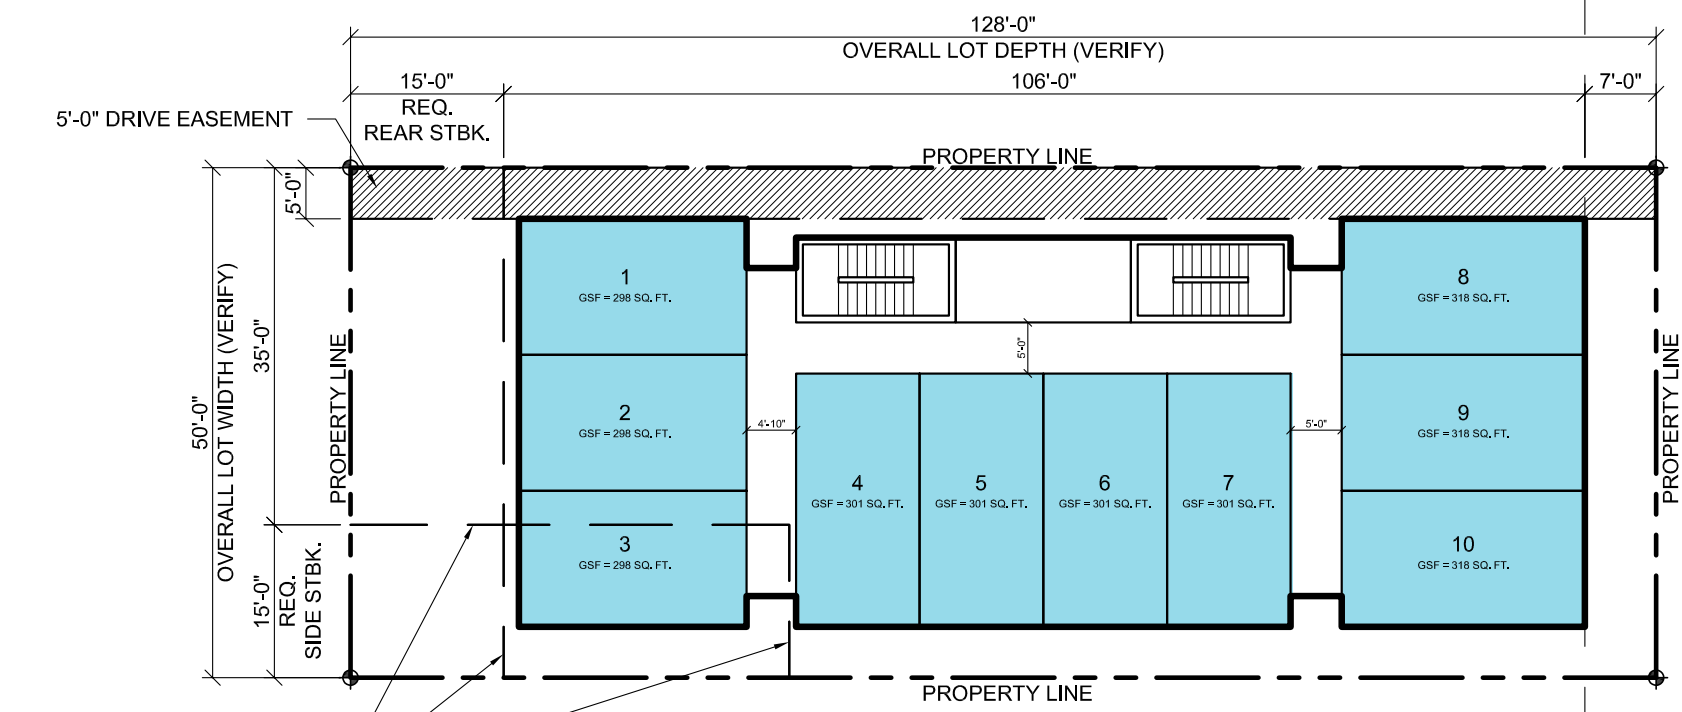 128'-0"
OVERALL LOT DEPTH (VERIFY)
15'-0"
REQ.
REAR STBK.
106'-0"
7'-0"
5'-0" DRIVE EASEMENT
PROPERTY LINE
5'-0"
50'-0"
OVERALL LOT WIDTH (VERIFY)
35'-0"
15'-0"
REQ.
SIDE STBK.
PROPERTY LINE
1
GSF = 298 SQ. FT.
2
GSF = 298 SQ. FT.
3
GSF = 298 SQ. FT.
4'-10"
5'-0"
4
GSF = 301 SQ. FT.
5
GSF = 301 SQ. FT.
6
GSF = 301 SQ. FT.
7
GSF = 301 SQ. FT.
5'-0"
8
GSF = 318 SQ. FT.
9
GSF = 318 SQ. FT.
10
GSF = 318 SQ. FT.
PROPERTY LINE
PROPERTY LINE